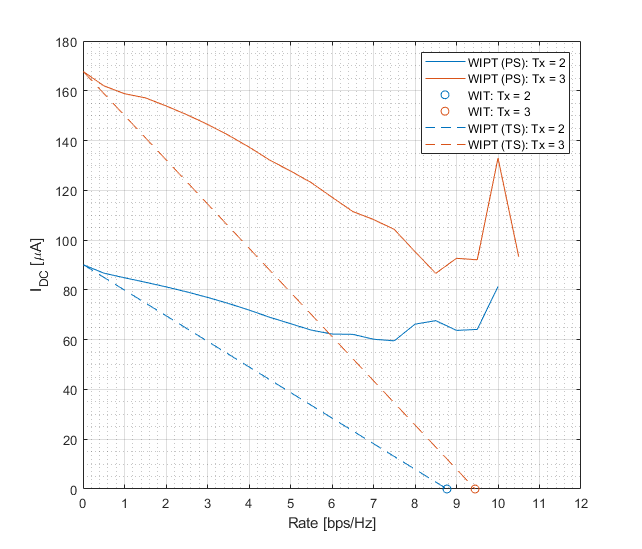 180
160
140
120
100
80
60
40
20
0
I_DC [μA]
WIPT (PS): Tx = 2
WIPT (PS): Tx = 3
WIT: Tx = 2
WIT: Tx = 3
WIPT (TS): Tx = 2
WIPT (TS): Tx = 3
0 1 2 3 4 5 6 7 8 9 10 11 12
Rate [bps/Hz]